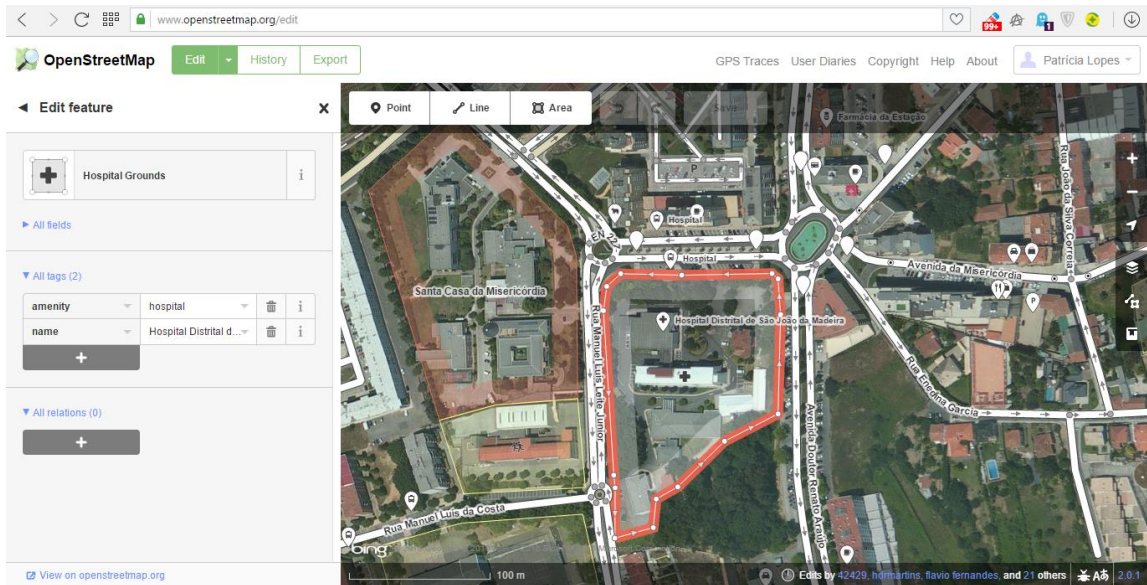 www.openstreetmap.org/edit
99+
1
OpenStreetMap
Edit
History
Export
GPS Traces
User Diaries
Copyright
Help
About
Patrícia Lopes
Edit feature
Point
Line
Area
Save
Hospital Grounds
i
All fields
All tags (2)
amenity
hospital
i
name
Hospital Distrital d...
i
+
All relations (0)
+
View on openstreetmap.org
Farmácia da Estação
P
Hospital
EN 227
Hospital
Rua João da Silva Correia
Avenida da Misericórdia
Santa Casa da Misericórdia
Hospital Distrital de São João da Madeira
P
Rua Manuel Luís Leite Júnior
Rua Enedina Garcia
Avenida Doutor Renato Araújo
Rua Manuel Luís da Costa
bing
100 m
Edits by 42429, hdrmartins, flavio fernandes, and 21 others
2.0.1